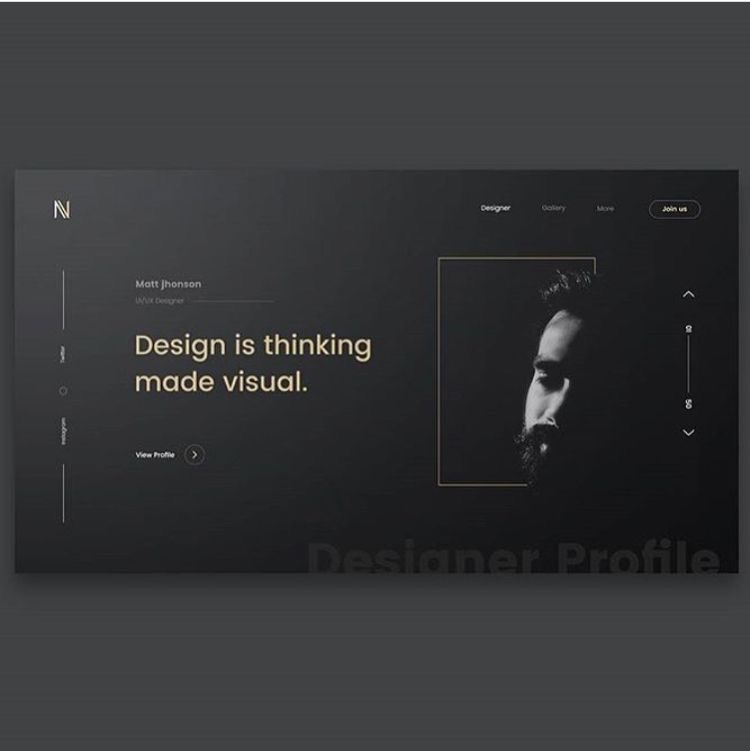 N
Designer Gallery More Join us
Matt jhonson
UI/UX Designer
Design is thinking
made visual.
View Profile
Twitter
Instagram
01
05
Designer Profile